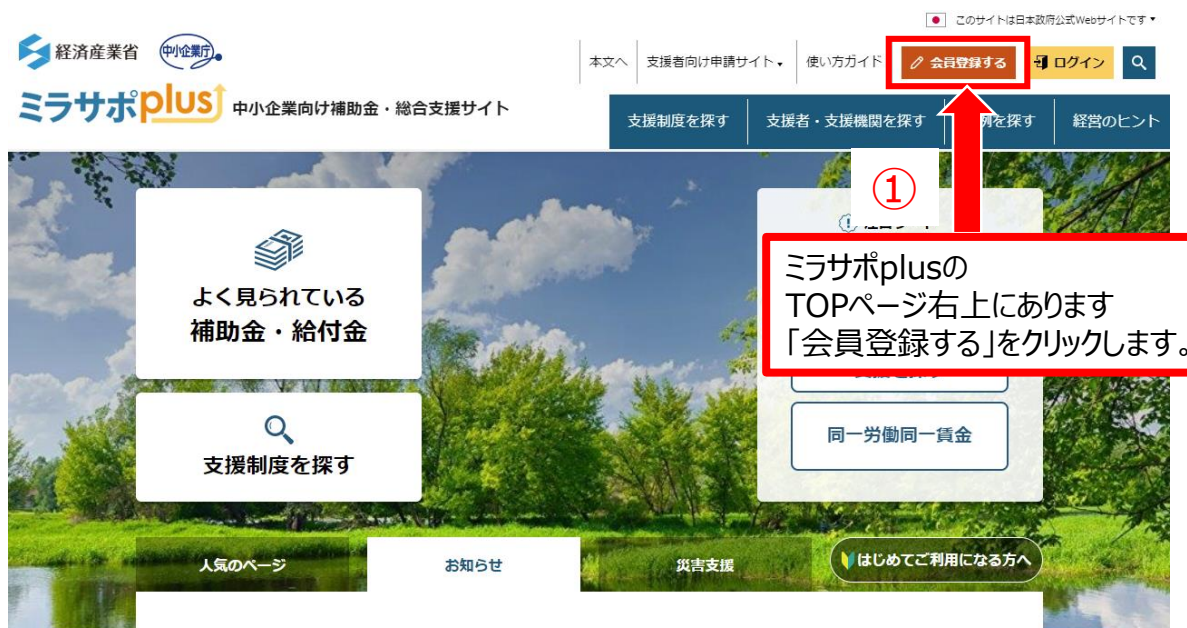 このサイトは日本政府公式Webサイトです
経済産業省
中小企業庁
本文へ
支援者向け申請サイト
使い方ガイド
会員登録する
ログイン
ミラサポplus
中小企業向け補助金・総合支援サイト
支援制度を探す
支援者・支援機関を探す
例を探す
経営のヒント
①
よく見られている
補助金・給付金
ミラサポplusの
TOPページ右上にあります
「会員登録する」をクリックします。
支援制度を探す
同一労働同一賃金
人気のページ
お知らせ
災害支援
はじめてご利用になる方へ